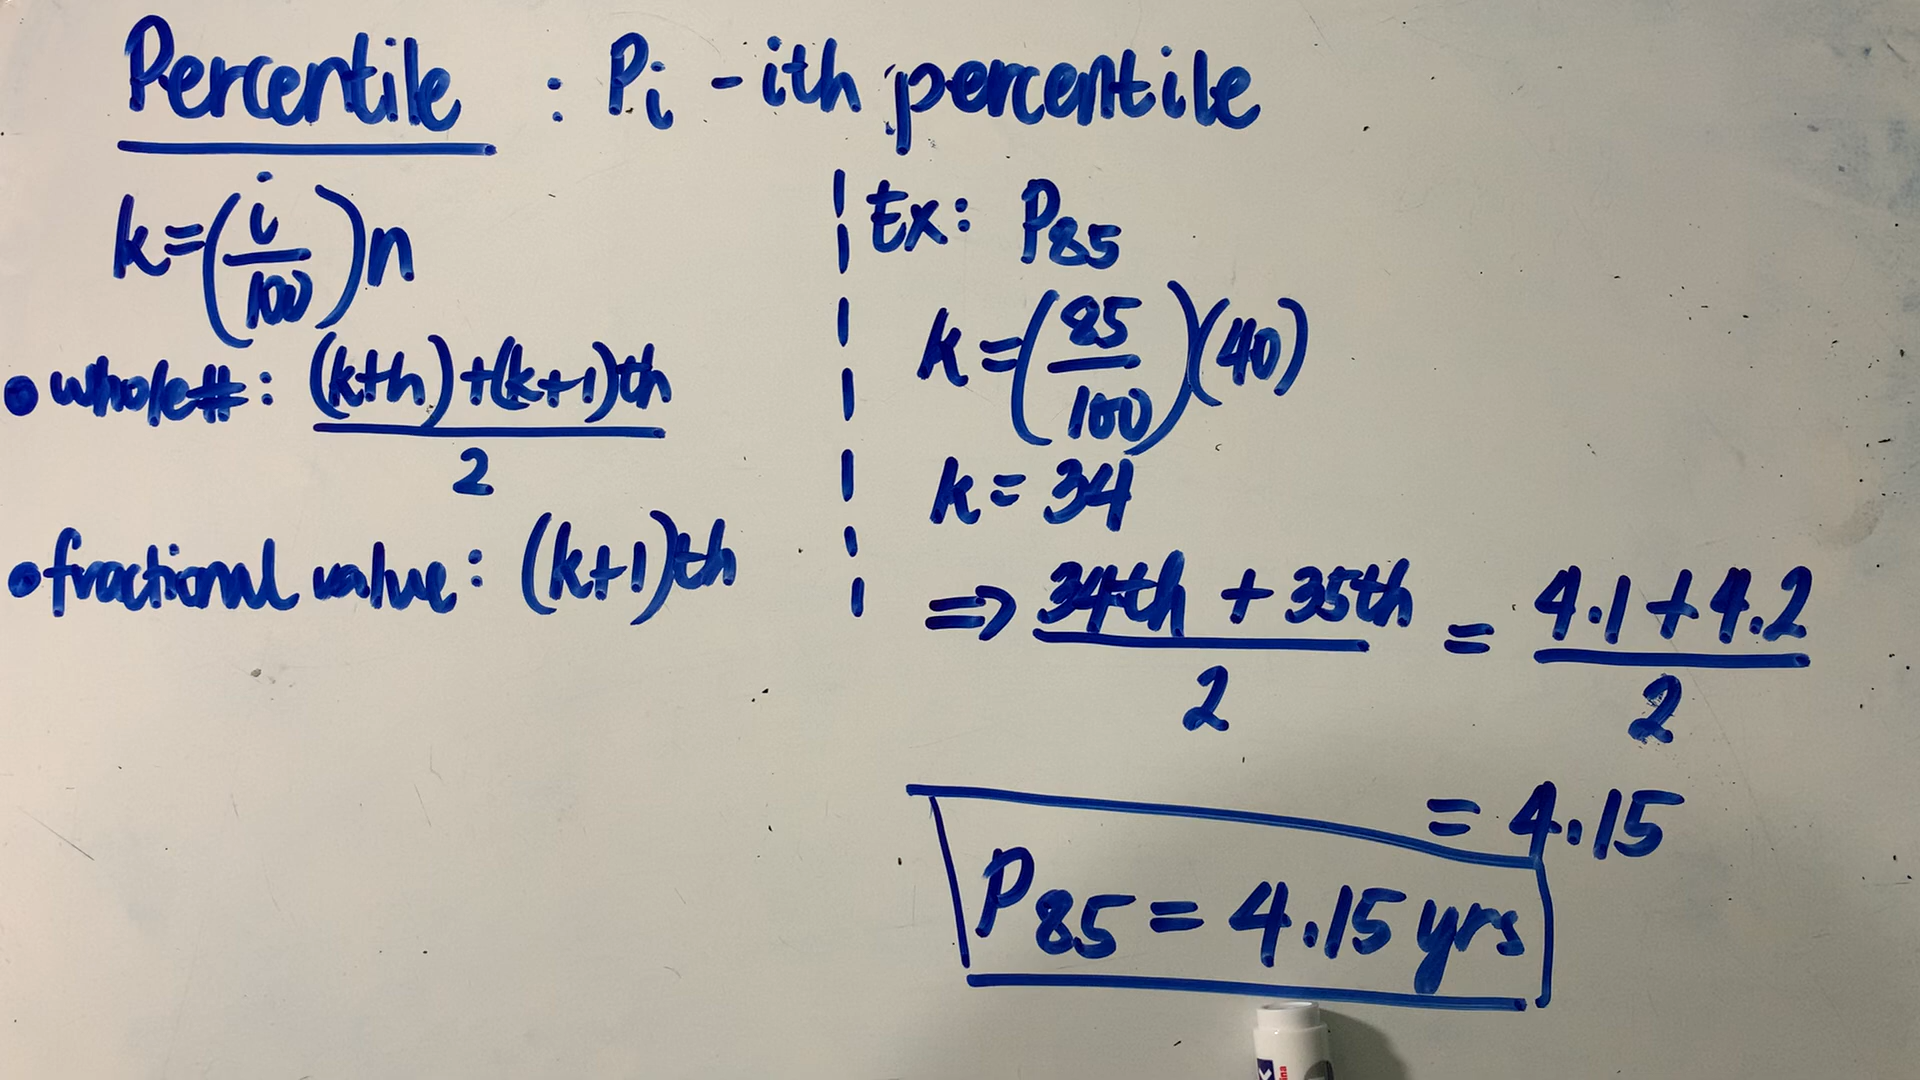 Percentile : Pi - ith percentile
k = (i/100) n
• whole#: (kth) + (k+1)th / 2
• fractional value: (k+1)th
Ex: P85
k = (85/100)(40)
k = 34
⇒ 34th + 35th / 2 = 4.1 + 4.2 / 2
= 4.15
P85 = 4.15 yrs